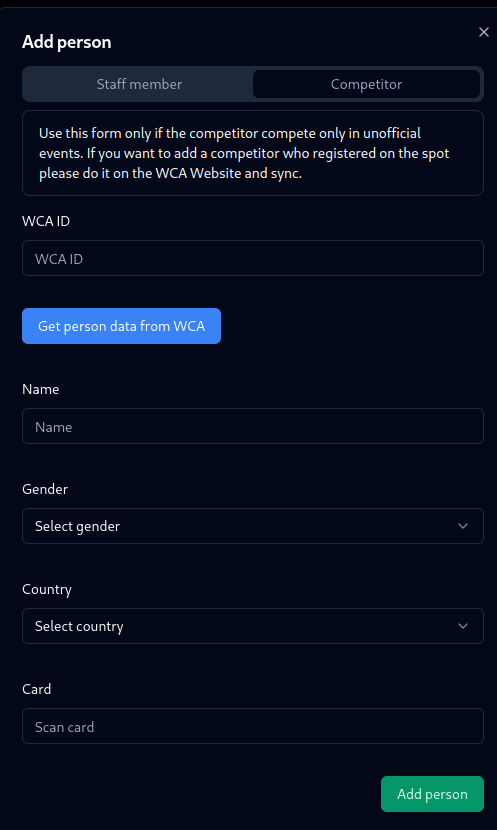 Add person
Staff member
Competitor
Use this form only if the competitor compete only in unofficial
events. If you want to add a competitor who registered on the spot
please do it on the WCA Website and sync.
WCA ID
WCA ID
Get person data from WCA
Name
Name
Gender
Select gender
Country
Select country
Card
Scan card
Add person